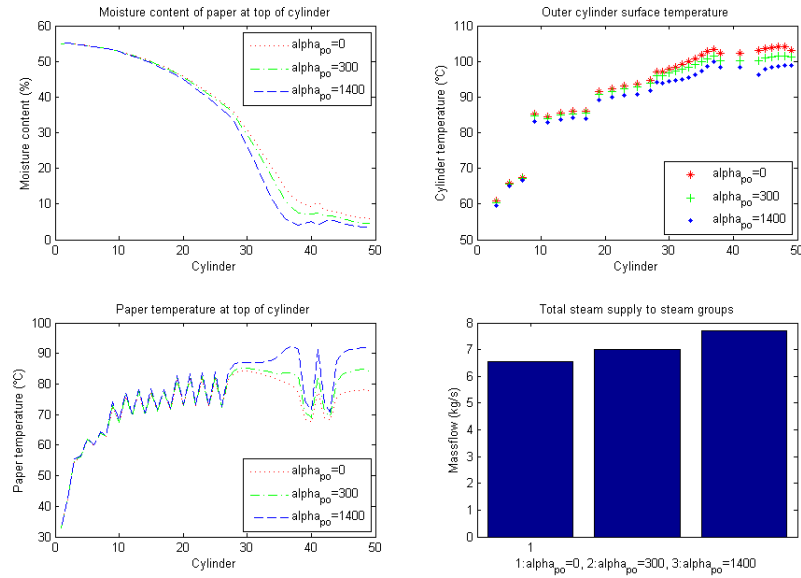 Moisture content of paper at top of cylinder
60
50
40
30
20
10
0
Moisture content (%)
alpha_po=0
alpha_po=300
alpha_po=1400
0 10 20 30 40 50
Cylinder
Outer cylinder surface temperature
110
100
90
80
70
60
50
Cylinder temperature (°C)
alpha_po=0
alpha_po=300
alpha_po=1400
0 10 20 30 40 50
Cylinder
Paper temperature at top of cylinder
100
90
80
70
60
50
40
30
Paper temperature (°C)
alpha_po=0
alpha_po=300
alpha_po=1400
0 10 20 30 40 50
Cylinder
Total steam supply to steam groups
8
7
6
5
4
3
2
1
0
Massflow (kg/s)
1
1:alpha_po=0, 2:alpha_po=300, 3:alpha_po=1400